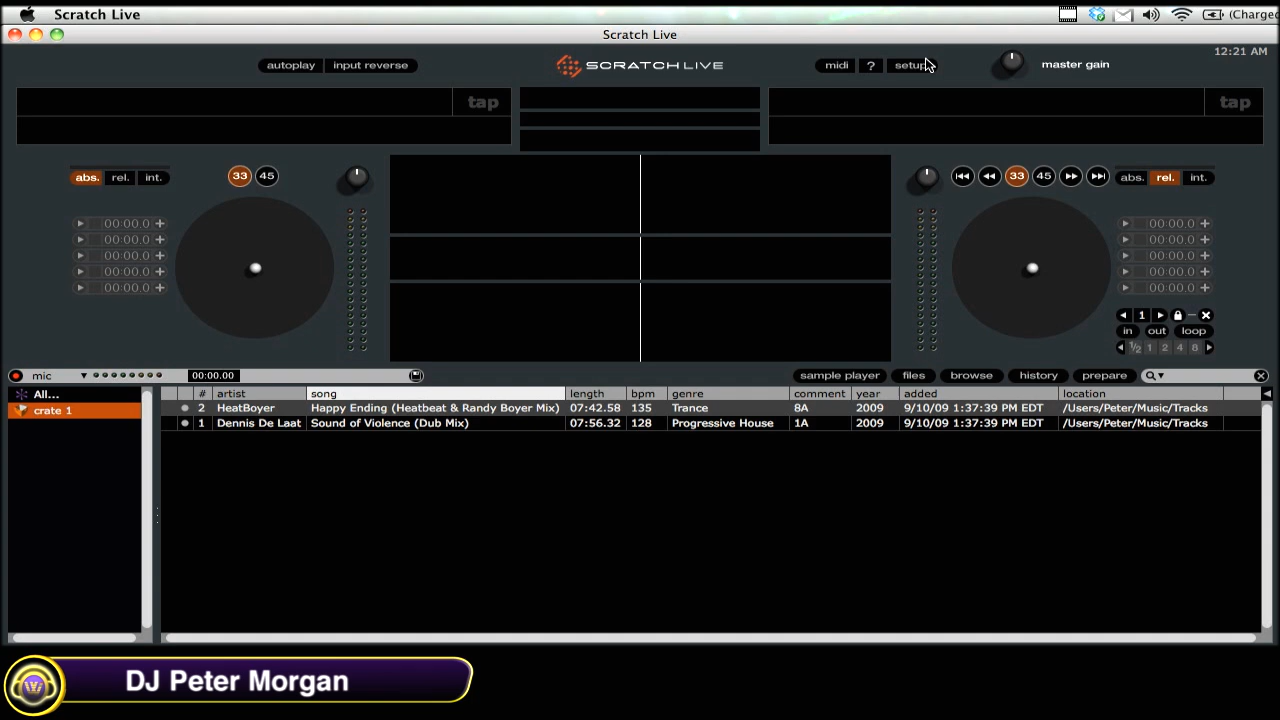 Scratch Live
(Charged
Scratch Live
12:21 AM
autoplay input reverse
SCRATCH LIVE
midi ? setup
master gain
tap
tap
abs. rel. int.
33 45
33 45
abs. rel. int.
00:00.0
00:00.0
00:00.0
00:00.0
00:00.0
00:00.0
00:00.0
00:00.0
00:00.0
00:00.0
1
in out loop
1/2 1 2 4 8
mic
00:00.00
sample player files browse history prepare
All...
crate 1
# artist song length bpm genre comment year added location
2 HeatBoyer Happy Ending (Heatbeat & Randy Boyer Mix) 07:42.58 135 Trance 8A 2009 9/10/09 1:37:39 PM EDT /Users/Peter/Music/Tracks
1 Dennis De Laat Sound of Violence (Dub Mix) 07:56.32 128 Progressive House 1A 2009 9/10/09 1:37:39 PM EDT /Users/Peter/Music/Tracks
DJ Peter Morgan